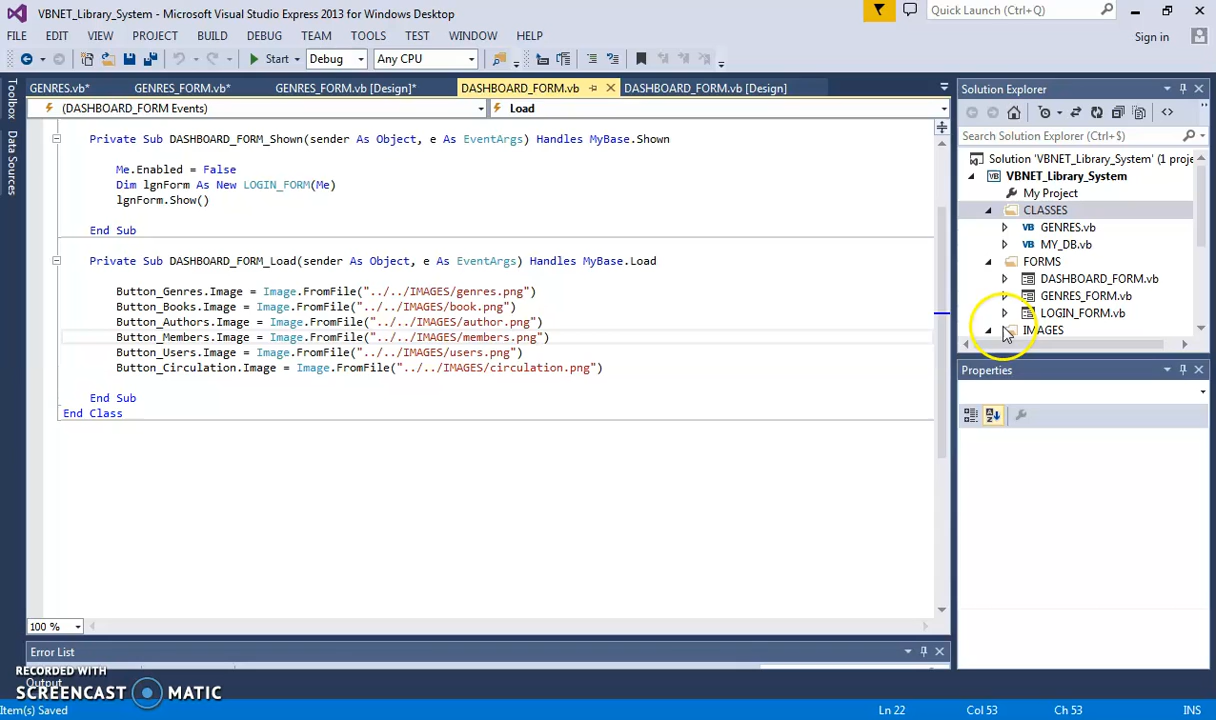 VBNET_Library_System - Microsoft Visual Studio Express 2013 for Windows Desktop
Quick Launch (Ctrl+Q)
FILE EDIT VIEW PROJECT BUILD DEBUG TEAM TOOLS TEST WINDOW HELP
Sign in
Start Debug Any CPU
Toolbox
Data Sources
GENRES.vb* GENRES_FORM.vb* GENRES_FORM.vb [Design]* DASHBOARD_FORM.vb DASHBOARD_FORM.vb [Design]
(DASHBOARD_FORM Events) Load
Private Sub DASHBOARD_FORM_Shown(sender As Object, e As EventArgs) Handles MyBase.Shown
Me.Enabled = False
Dim lgnForm As New LOGIN_FORM(Me)
lgnForm.Show()
End Sub
Private Sub DASHBOARD_FORM_Load(sender As Object, e As EventArgs) Handles MyBase.Load
Button_Genres.Image = Image.FromFile("../../IMAGES/genres.png")
Button_Books.Image = Image.FromFile("../../IMAGES/book.png")
Button_Authors.Image = Image.FromFile("../../IMAGES/author.png")
Button_Members.Image = Image.FromFile("../../IMAGES/members.png")
Button_Users.Image = Image.FromFile("../../IMAGES/users.png")
Button_Circulation.Image = Image.FromFile("../../IMAGES/circulation.png")
End Sub
End Class
100 %
Error List
Output
Solution Explorer
Search Solution Explorer (Ctrl+$)
Solution 'VBNET_Library_System' (1 proje
VB VBNET_Library_System
My Project
CLASSES
VB GENRES.vb
VB MY_DB.vb
FORMS
DASHBOARD_FORM.vb
GENRES_FORM.vb
LOGIN_FORM.vb
IMAGES
Properties
RECORDED WITH
SCREENCAST MATIC
Item(s) Saved Ln 22 Col 53 Ch 53 INS